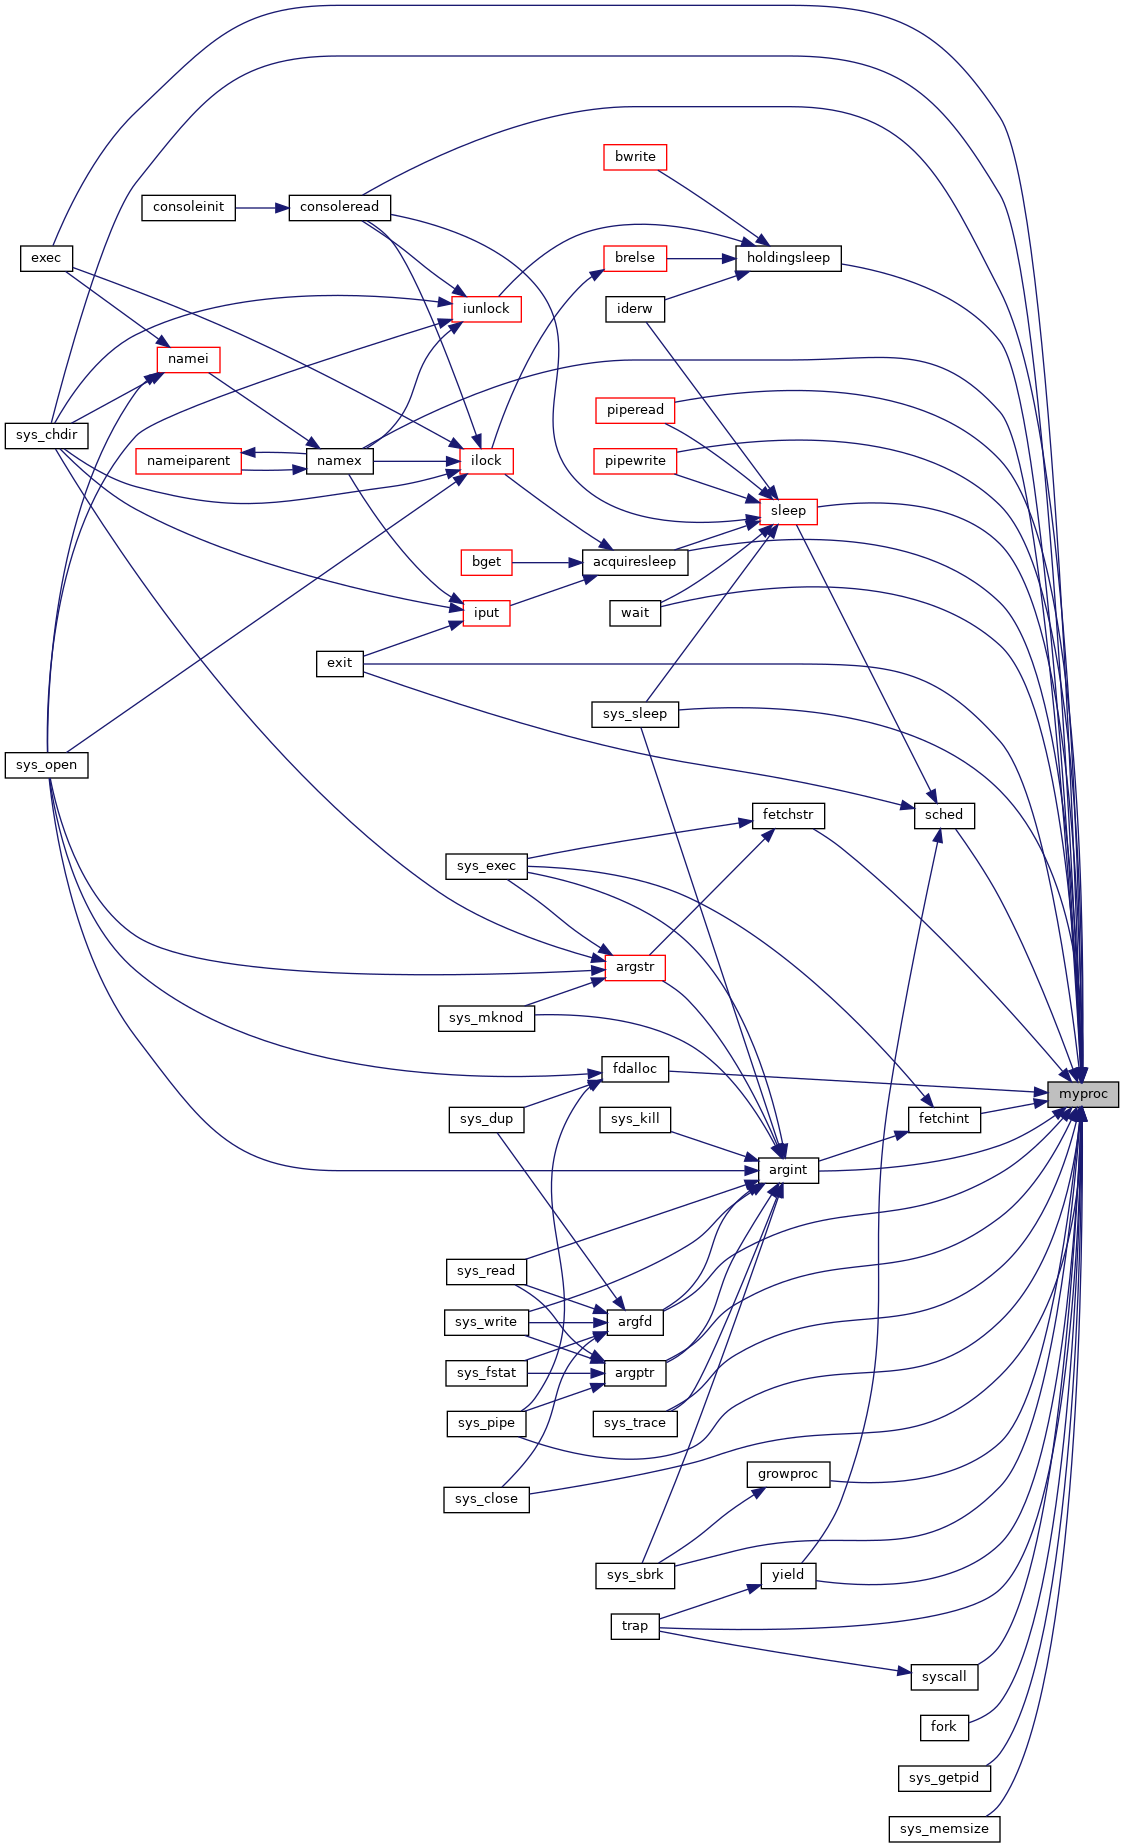 bwrite
consoleinit
consoleread
exec
brelse
holdingsleep
iunlock
iderw
namei
piperead
sys_chdir
nameiparent
namex
ilock
pipewrite
sleep
bget
acquiresleep
iput
wait
exit
sys_sleep
sys_open
fetchstr
sched
sys_exec
argstr
sys_mknod
fdalloc
myproc
sys_dup
sys_kill
fetchint
argint
sys_read
sys_write
argfd
sys_fstat
argptr
sys_pipe
sys_trace
growproc
sys_close
sys_sbrk
yield
trap
syscall
fork
sys_getpid
sys_memsize